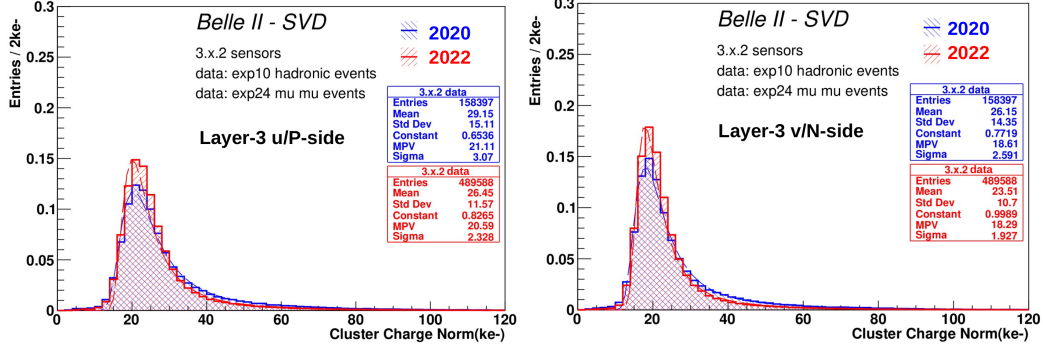 Entries / 2ke-
0.3
0.25
0.2
0.15
0.1
0.05
0
Belle II - SVD
3.x.2 sensors
data: exp10 hadronic events
data: exp24 mu mu events
Layer-3 u/P-side
2020
2022
3.x.2 data
Entries 158397
Mean 29.15
Std Dev 15.11
Constant 0.6536
MPV 21.11
Sigma 3.07
3.x.2 data
Entries 489588
Mean 26.45
Std Dev 11.57
Constant 0.8265
MPV 20.59
Sigma 2.328
0 20 40 60 80 100 120
Cluster Charge Norm(ke-)
Entries / 2ke-
0.3
0.25
0.2
0.15
0.1
0.05
0
Belle II - SVD
3.x.2 sensors
data: exp10 hadronic events
data: exp24 mu mu events
Layer-3 v/N-side
2020
2022
3.x.2 data
Entries 158397
Mean 26.15
Std Dev 14.35
Constant 0.7719
MPV 18.61
Sigma 2.591
3.x.2 data
Entries 489588
Mean 23.51
Std Dev 10.7
Constant 0.9989
MPV 18.29
Sigma 1.927
0 20 40 60 80 100 120
Cluster Charge Norm(ke-)